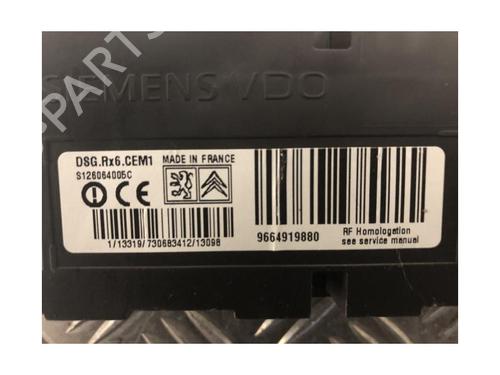 SIEMENS VDO
DSG.Rx6.CEM1 MADE IN FRANCE
S126064005C
CE
1/13319/730683412/13098
9664919880
RF Homologation
see service manual